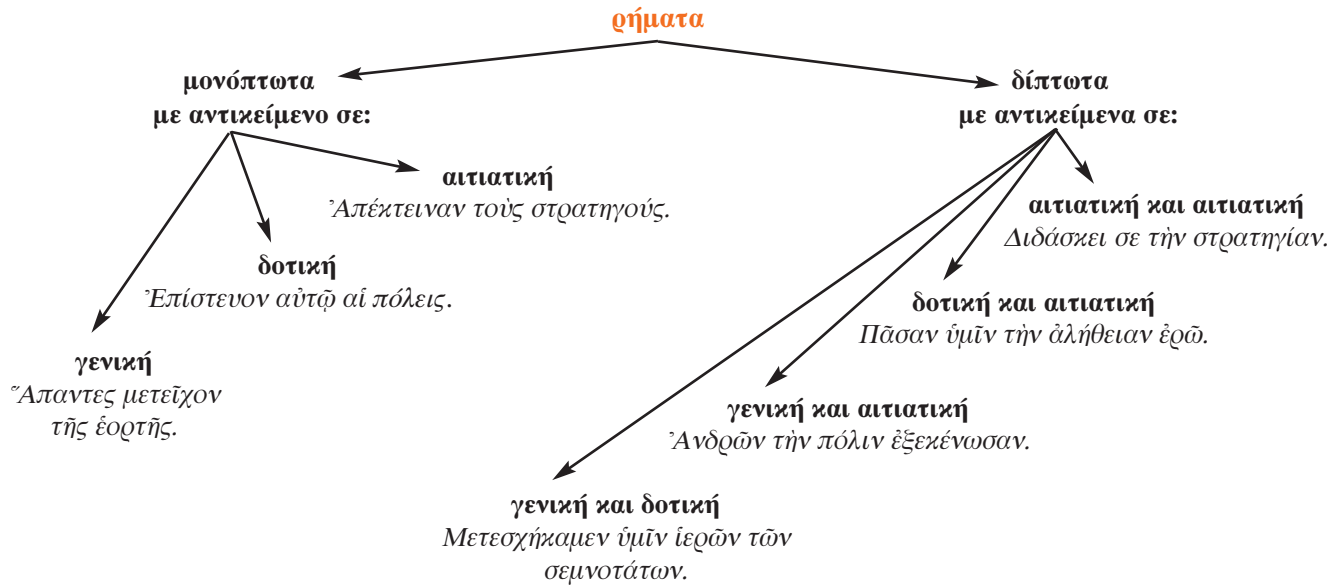 ρήματα
μονόπτωτα
με αντικείμενο σε:
αιτιατική
Ἀπέκτειναν τοὺς στρατηγούς.
δοτική
Ἐπίστευον αὐτῷ αἱ πόλεις.
γενική
Ἅπαντες μετεῖχον
τῆς ἑορτῆς.
δίπτωτα
με αντικείμενα σε:
αιτιατική και αιτιατική
Διδάσκει σε τὴν στρατηγίαν.
δοτική και αιτιατική
Πᾶσαν ὑμῖν τὴν ἀλήθειαν ἐρῶ.
γενική και αιτιατική
Ἀνδρῶν τὴν πόλιν ἐξεκένωσαν.
γενική και δοτική
Μετεσχήκαμεν ὑμῖν ἱερῶν τῶν
σεμνοτάτων.